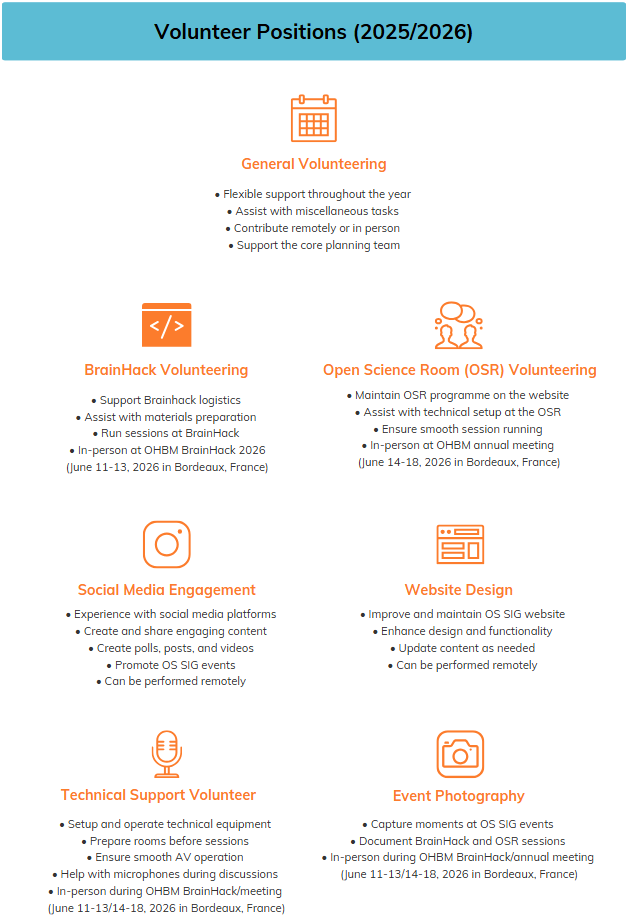 Volunteer Positions (2025/2026)
General Volunteering
• Flexible support throughout the year
• Assist with miscellaneous tasks
• Contribute remotely or in person
• Support the core planning team
BrainHack Volunteering
• Support Brainhack logistics
• Assist with materials preparation
• Run sessions at BrainHack
• In-person at OHBM BrainHack 2026
(June 11-13, 2026 in Bordeaux, France)
Open Science Room (OSR) Volunteering
• Maintain OSR programme on the website
• Assist with technical setup at the OSR
• Ensure smooth session running
• In-person at OHBM annual meeting
(June 14-18, 2026 in Bordeaux, France)
Social Media Engagement
• Experience with social media platforms
• Create and share engaging content
• Create polls, posts, and videos
• Promote OS SIG events
• Can be performed remotely
Website Design
• Improve and maintain OS SIG website
• Enhance design and functionality
• Update content as needed
• Can be performed remotely
Technical Support Volunteer
• Setup and operate technical equipment
• Prepare rooms before sessions
• Ensure smooth AV operation
• Help with microphones during discussions
• In-person during OHBM BrainHack/meeting
(June 11-13/14-18, 2026 in Bordeaux, France)
Event Photography
• Capture moments at OS SIG events
• Document BrainHack and OSR sessions
• In-person during OHBM BrainHack/annual meeting
(June 11-13/14-18, 2026 in Bordeaux, France)